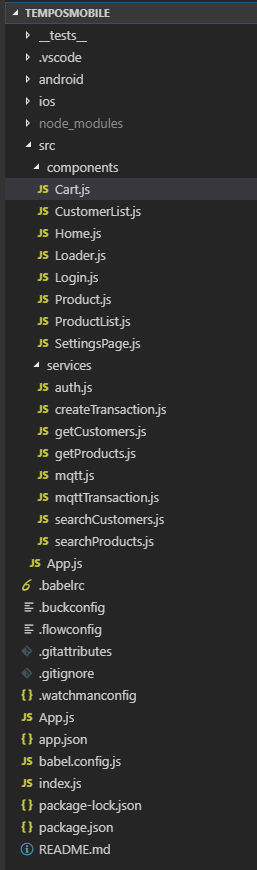 TEMPOSMOBILE
__tests__
.vscode
android
ios
node_modules
src
components
JS Cart.js
JS CustomerList.js
JS Home.js
JS Loader.js
JS Login.js
JS Product.js
JS ProductList.js
JS SettingsPage.js
services
JS auth.js
JS createTransaction.js
JS getCustomers.js
JS getProducts.js
JS mqtt.js
JS mqttTransaction.js
JS searchCustomers.js
JS searchProducts.js
JS App.js
.babelrc
.buckconfig
.flowconfig
.gitattributes
.gitignore
{} .watchmanconfig
JS App.js
{} app.json
JS babel.config.js
JS index.js
{} package-lock.json
{} package.json
README.md